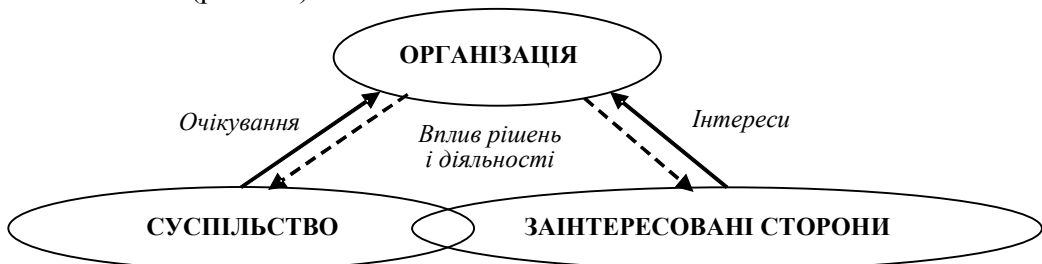 ОРГАНІЗАЦІЯ
Очікування
Вплив рішень
і діяльності
Інтереси
СУСПІЛЬСТВО
ЗАІНТЕРЕСОВАНІ СТОРОНИ